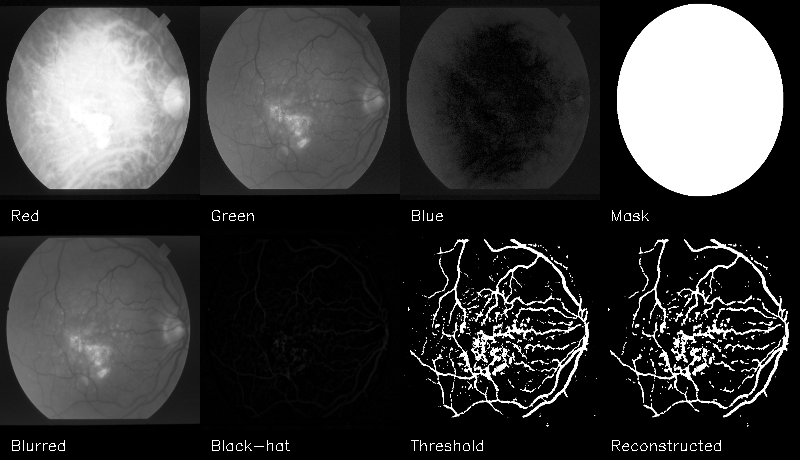 Red
Green
Blue
Mask
Blurred
Black-hat
Threshold
Reconstructed